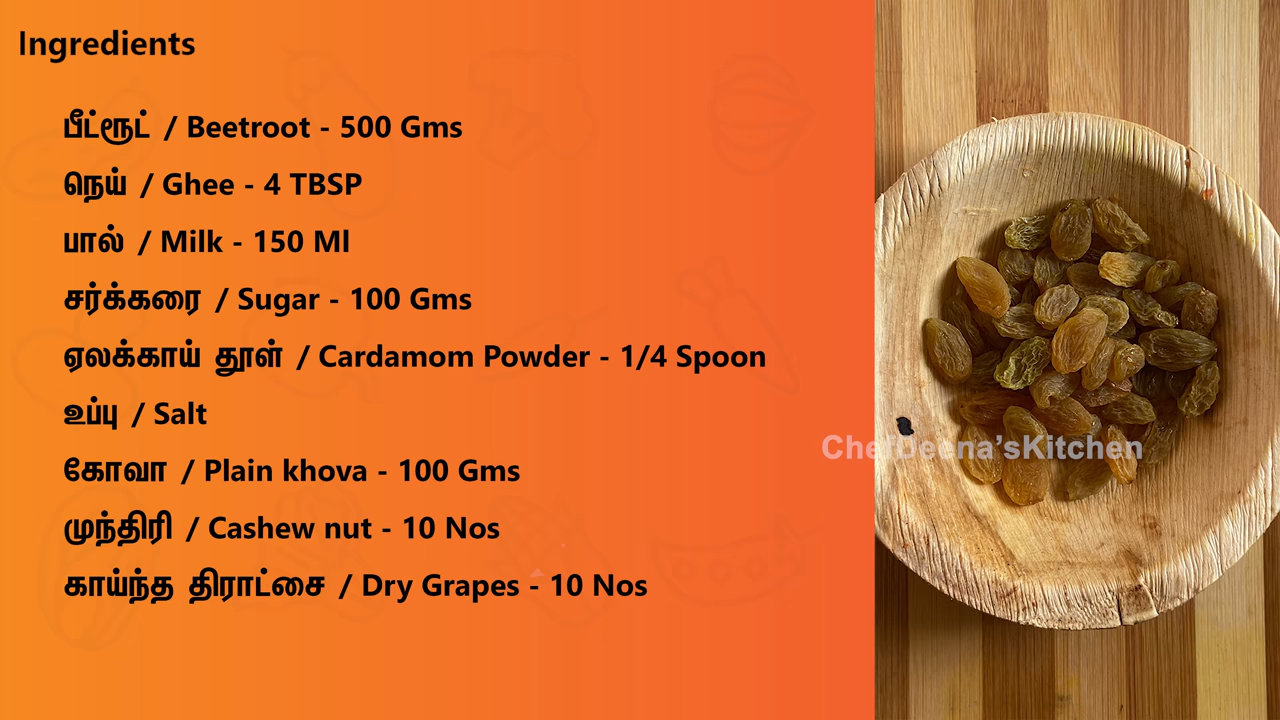 Ingredients
பீட்ரூட் / Beetroot - 500 Gms
நெய் / Ghee - 4 TBSP
பால் / Milk - 150 Ml
சர்க்கரை / Sugar - 100 Gms
ஏலக்காய் தூள் / Cardamom Powder - 1/4 Spoon
உப்பு / Salt
கோவா / Plain khova - 100 Gms
முந்திரி / Cashew nut - 10 Nos
காய்ந்த திராட்சை / Dry Grapes - 10 Nos
ChefDeena'sKitchen